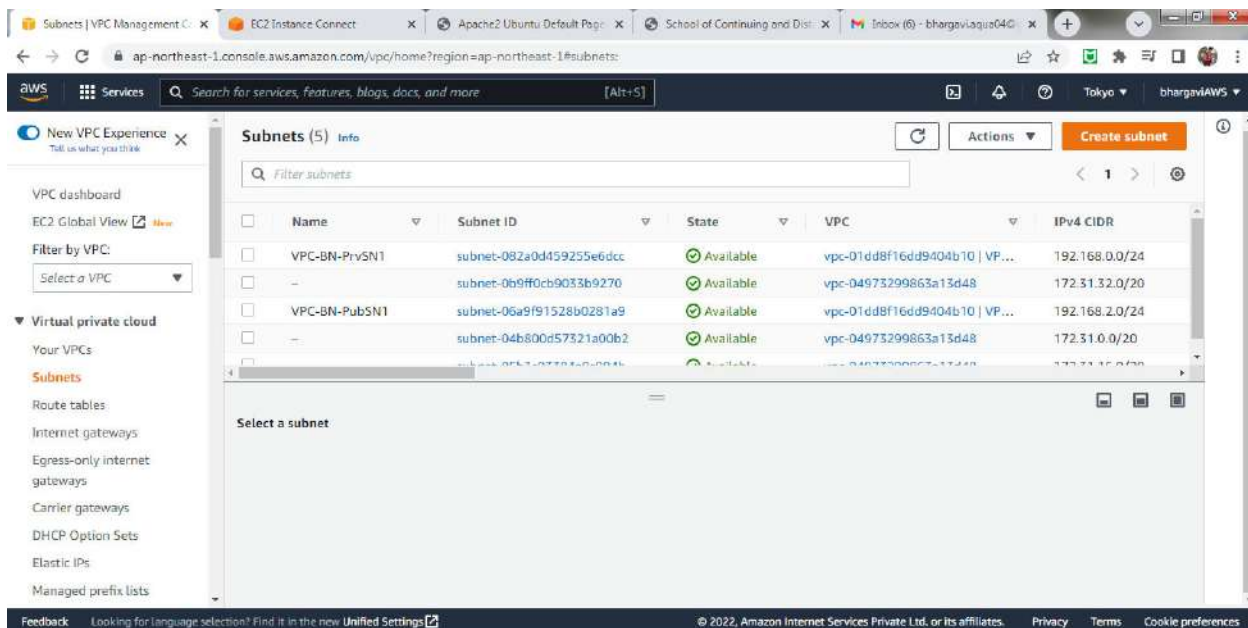 Subnets | VPC Management C
EC2 Instance Connect
Apache2 Ubuntu Default Page
School of Continuing and Dist
Inbox (6) - bhargavi.aqua04@
ap-northeast-1.console.aws.amazon.com/vpc/home?region=ap-northeast-1#subnets:
aws Services Search for services, features, blogs, docs, and more [Alt+S] Tokyo bhargaviAWS
New VPC Experience
Tell us what you think
VPC dashboard
EC2 Global View New
Filter by VPC:
Select a VPC
Virtual private cloud
Your VPCs
Subnets
Route tables
Internet gateways
Egress-only internet
gateways
Carrier gateways
DHCP Option Sets
Elastic IPs
Managed prefix lists
Subnets (5) Info Actions Create subnet
Filter subnets 1
Name Subnet ID State VPC IPv4 CIDR
VPC-BN-PrvSN1 subnet-082a0d459255e6dcc Available vpc-01dd8f16dd9404b10 | VP... 192.168.0.0/24
– subnet-0b9ff0cb9033b9270 Available vpc-04973299863a13d48 172.31.32.0/20
VPC-BN-PubSN1 subnet-06a9f91528b0281a9 Available vpc-01dd8f16dd9404b10 | VP... 192.168.2.0/24
– subnet-04b800d57321a00b2 Available vpc-04973299863a13d48 172.31.0.0/20
Select a subnet
Feedback Looking for language selection? Find it in the new Unified Settings © 2022, Amazon Internet Services Private Ltd. or its affiliates. Privacy Terms Cookie preferences